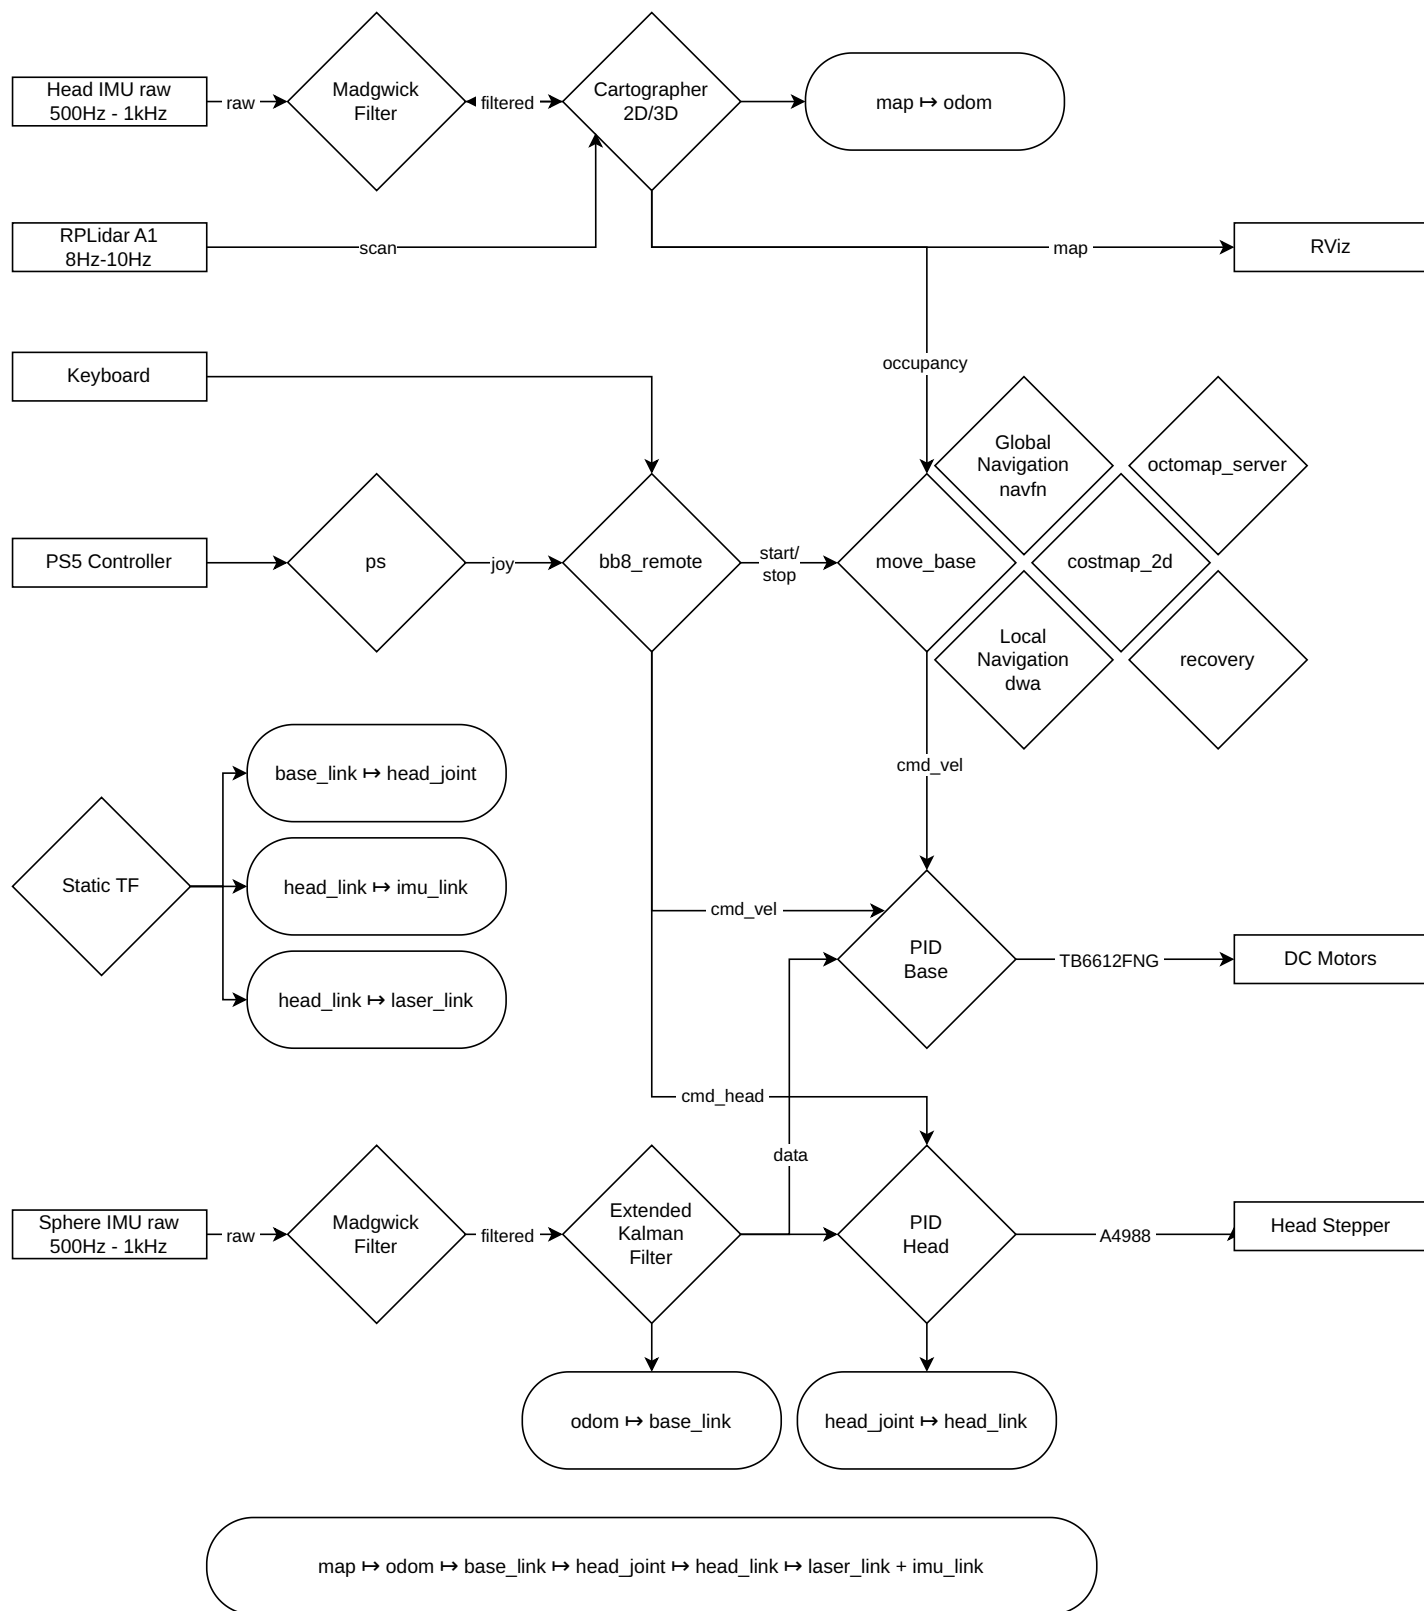 Head IMU raw
500Hz - 1kHz
raw
Madgwick
Filter
filtered
Cartographer
2D/3D
map ↦ odom
RPLidar A1
8Hz-10Hz
scan
map
RViz
Keyboard
occupancy
Global
Navigation
navfn
octomap_server
PS5 Controller
ps
joy
bb8_remote
start/
stop
move_base
costmap_2d
Local
Navigation
dwa
recovery
cmd_vel
base_link ↦ head_joint
Static TF
head_link ↦ imu_link
head_link ↦ laser_link
cmd_vel
PID
Base
TB6612FNG
DC Motors
cmd_head
data
Sphere IMU raw
500Hz - 1kHz
raw
Madgwick
Filter
filtered
Extended
Kalman
Filter
PID
Head
A4988
Head Stepper
odom ↦ base_link
head_joint ↦ head_link
map ↦ odom ↦ base_link ↦ head_joint ↦ head_link ↦ laser_link + imu_link